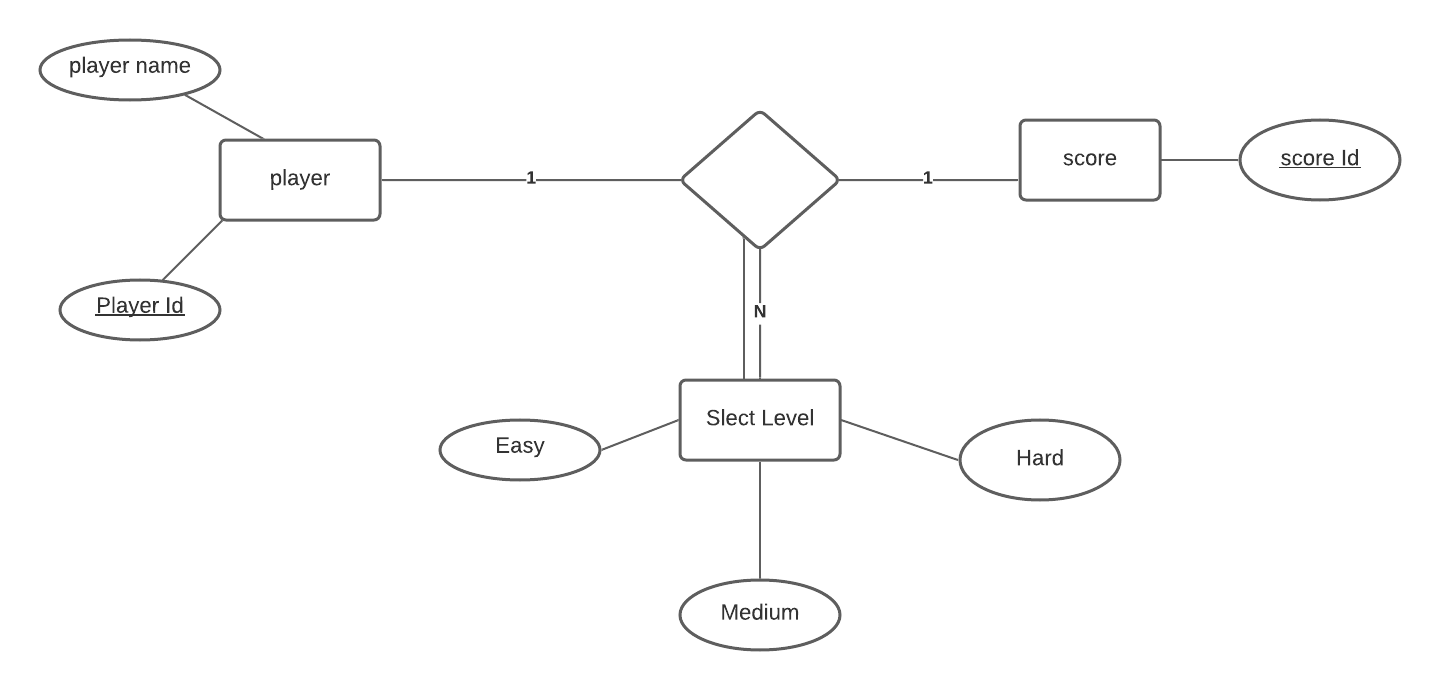 player name
player
1
1
score
score Id
Player Id
N
Slect Level
Easy
Hard
Medium